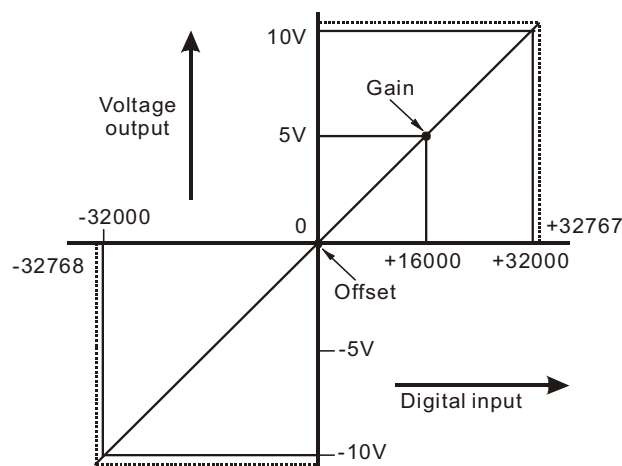 10V
Gain
Voltage
output
5V
-32000
0
+32767
-32768
+16000
+32000
Offset
-5V
Digital input
-10V